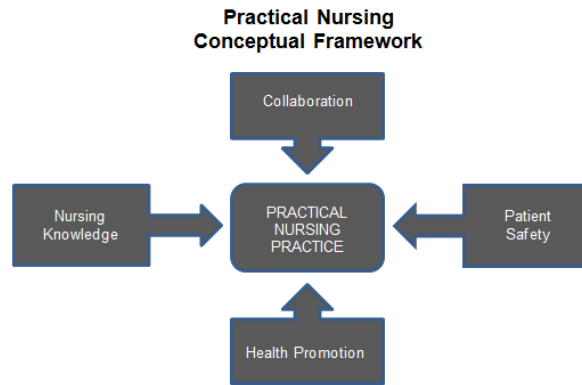 Practical Nursing
Conceptual Framework
Collaboration
Nursing
Knowledge
PRACTICAL
NURSING
PRACTICE
Patient
Safety
Health Promotion